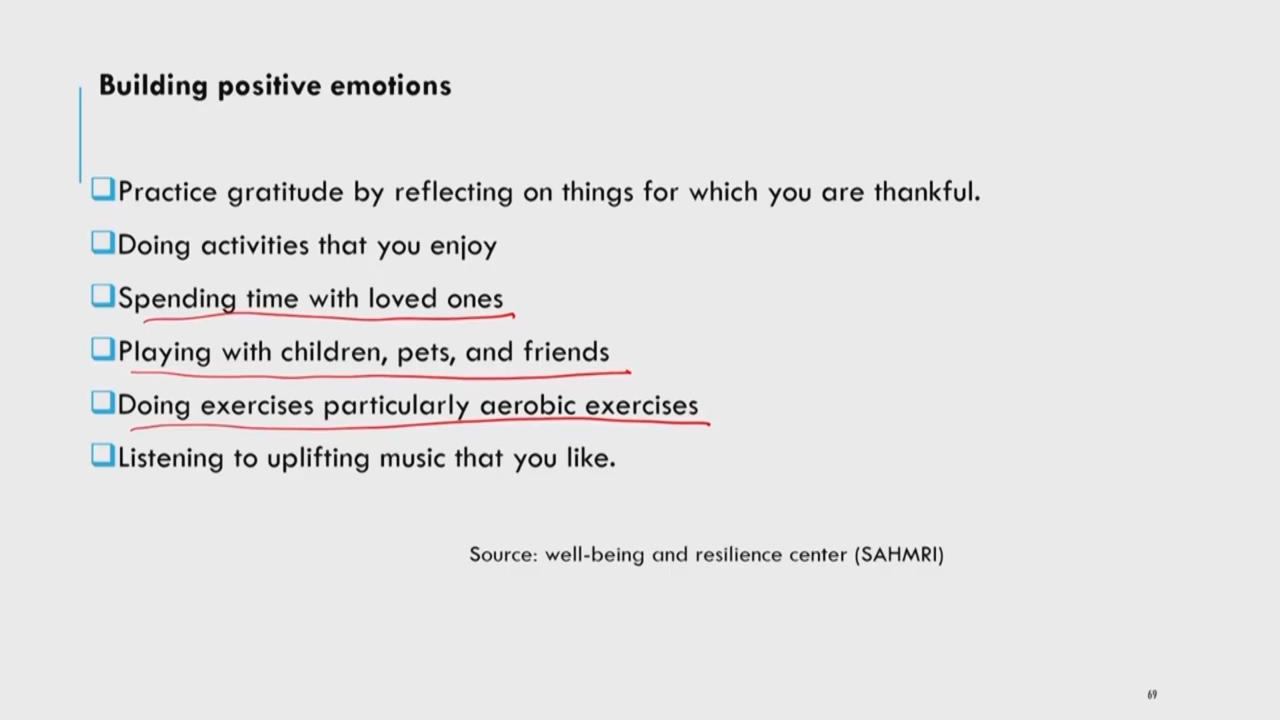 Building positive emotions
Practice gratitude by reflecting on things for which you are thankful.
Doing activities that you enjoy
Spending time with loved ones
Playing with children, pets, and friends
Doing exercises particularly aerobic exercises
Listening to uplifting music that you like.
Source: well-being and resilience center (SAHMRI)
69